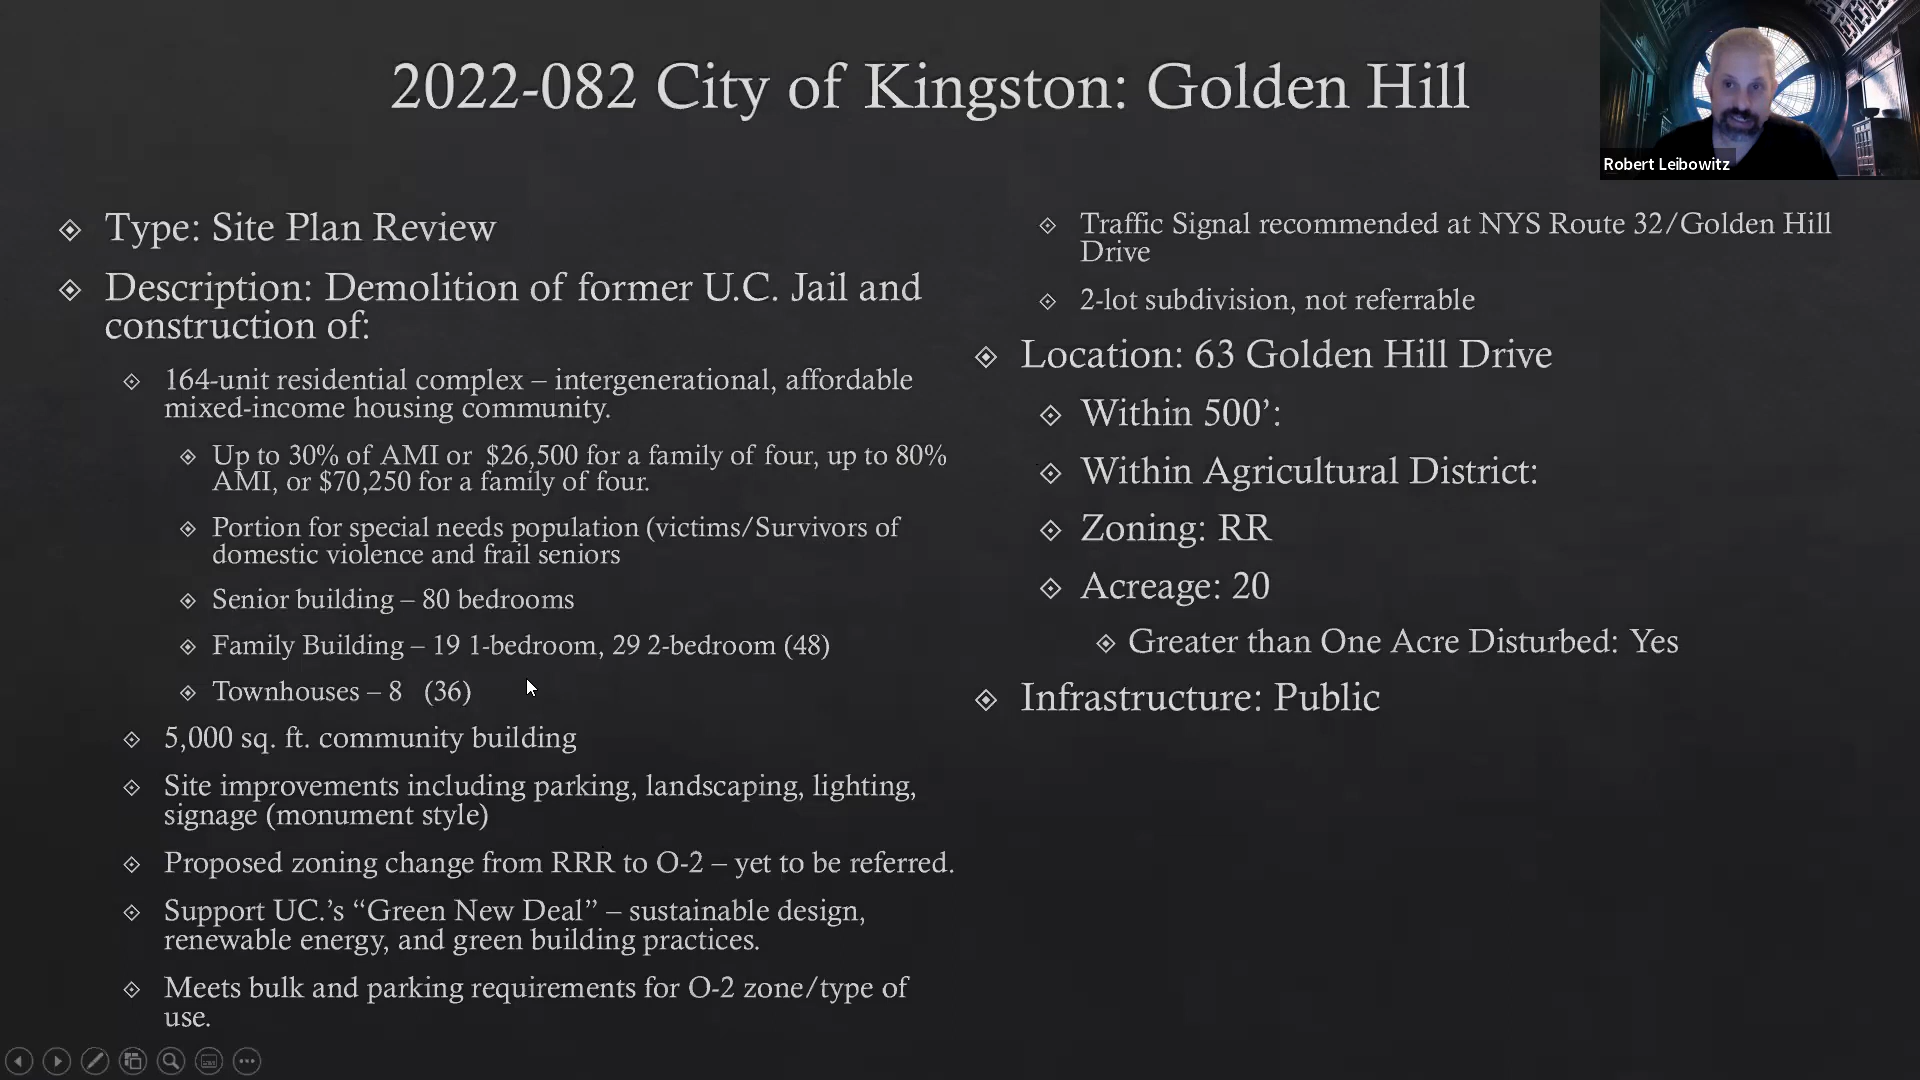 2022-082 City of Kingston: Golden Hill
Robert Leibowitz
Type: Site Plan Review
Description: Demolition of former U.C. Jail and
construction of:
164-unit residential complex – intergenerational, affordable
mixed-income housing community.
Up to 30% of AMI or  $26,500 for a family of four, up to 80%
AMI, or $70,250 for a family of four.
Portion for special needs population (victims/Survivors of
domestic violence and frail seniors
Senior building – 80 bedrooms
Family Building – 19 1-bedroom, 29 2-bedroom (48)
Townhouses – 8   (36)
5,000 sq. ft. community building
Site improvements including parking, landscaping, lighting,
signage (monument style)
Proposed zoning change from RRR to O-2 – yet to be referred.
Support UC.’s “Green New Deal” – sustainable design,
renewable energy, and green building practices.
Meets bulk and parking requirements for O-2 zone/type of
use.
Traffic Signal recommended at NYS Route 32/Golden Hill
Drive
2-lot subdivision, not referrable
Location: 63 Golden Hill Drive
Within 500’:
Within Agricultural District:
Zoning: RR
Acreage: 20
Greater than One Acre Disturbed: Yes
Infrastructure: Public